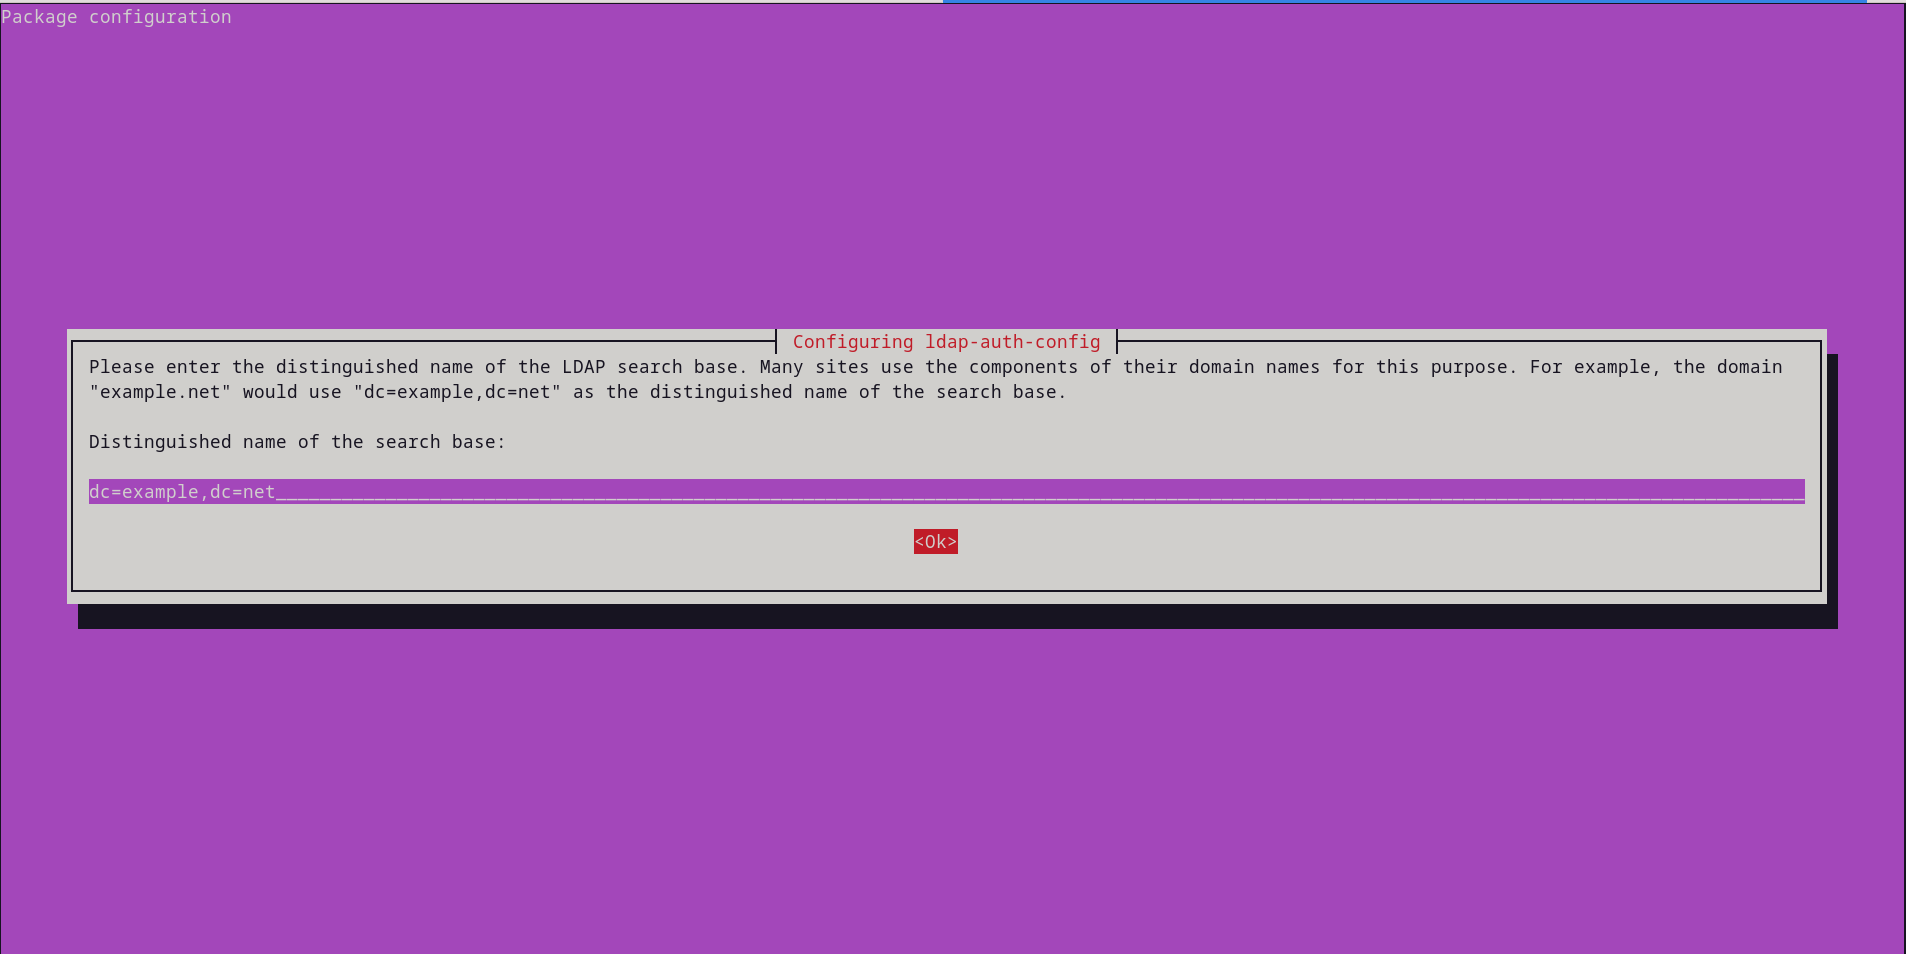 Package configuration
Configuring ldap-auth-config
Please enter the distinguished name of the LDAP search base. Many sites use the components of their domain names for this purpose. For example, the domain
"example.net" would use "dc=example,dc=net" as the distinguished name of the search base.
Distinguished name of the search base:
dc=example,dc=net
<Ok>